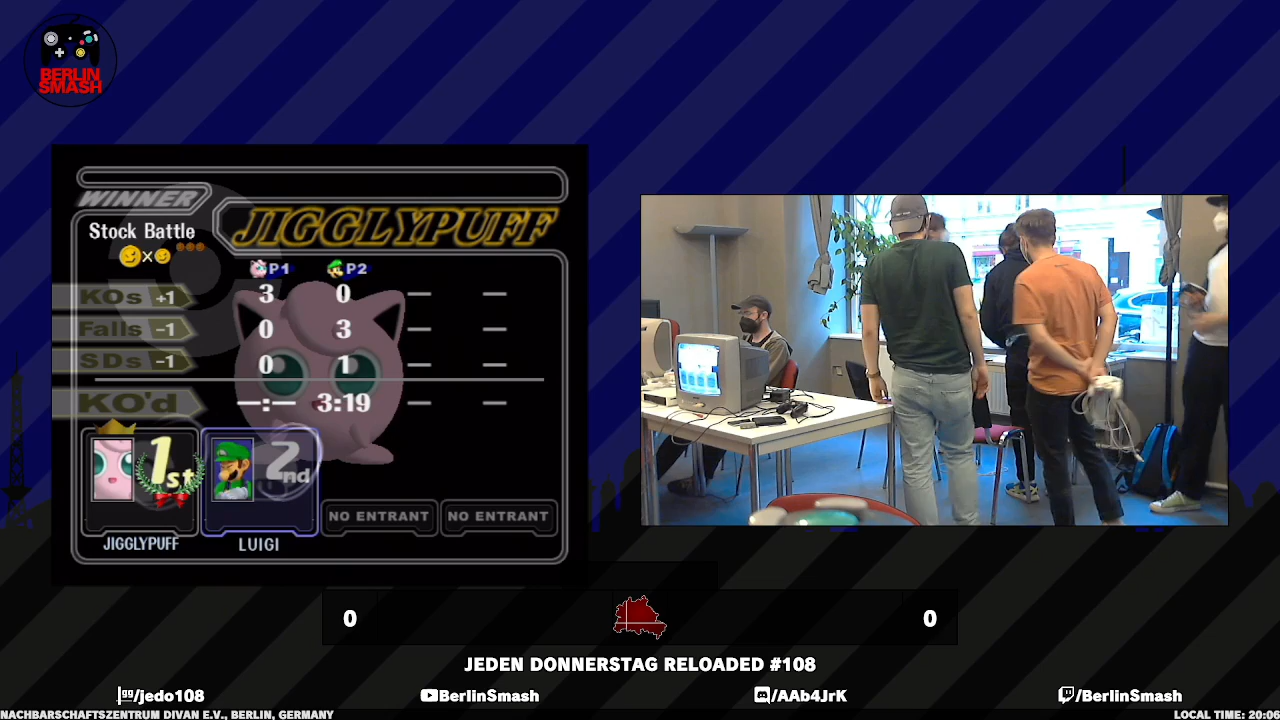 BERLIN
SMASH
WINNER
JIGGLYPUFF
Stock Battle
P1 P2
KOs +1 3 0 — —
Falls -1 0 3 — —
SDs -1 0 1 — —
KO'd —:— 3:19 — —
1st 2nd
NO ENTRANT NO ENTRANT
JIGGLYPUFF LUIGI
0 0
JEDEN DONNERSTAG RELOADED #108
gg/jedo108 BerlinSmash /AAb4JrK /BerlinSmash
NACHBARSCHAFTSZENTRUM DIVAN E.V., BERLIN, GERMANY LOCAL TIME: 20:06